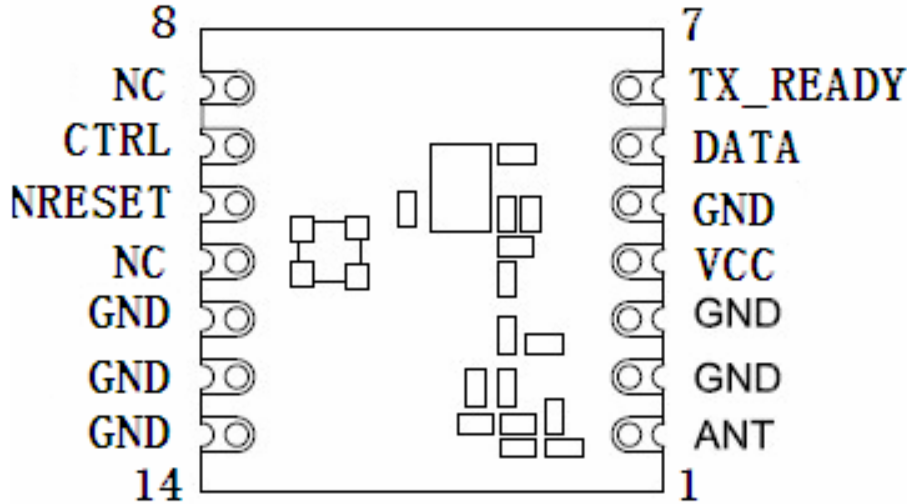 8 7
NC TX_READY
CTRL DATA
NRESET GND
NC VCC
GND GND
GND GND
GND ANT
14 1